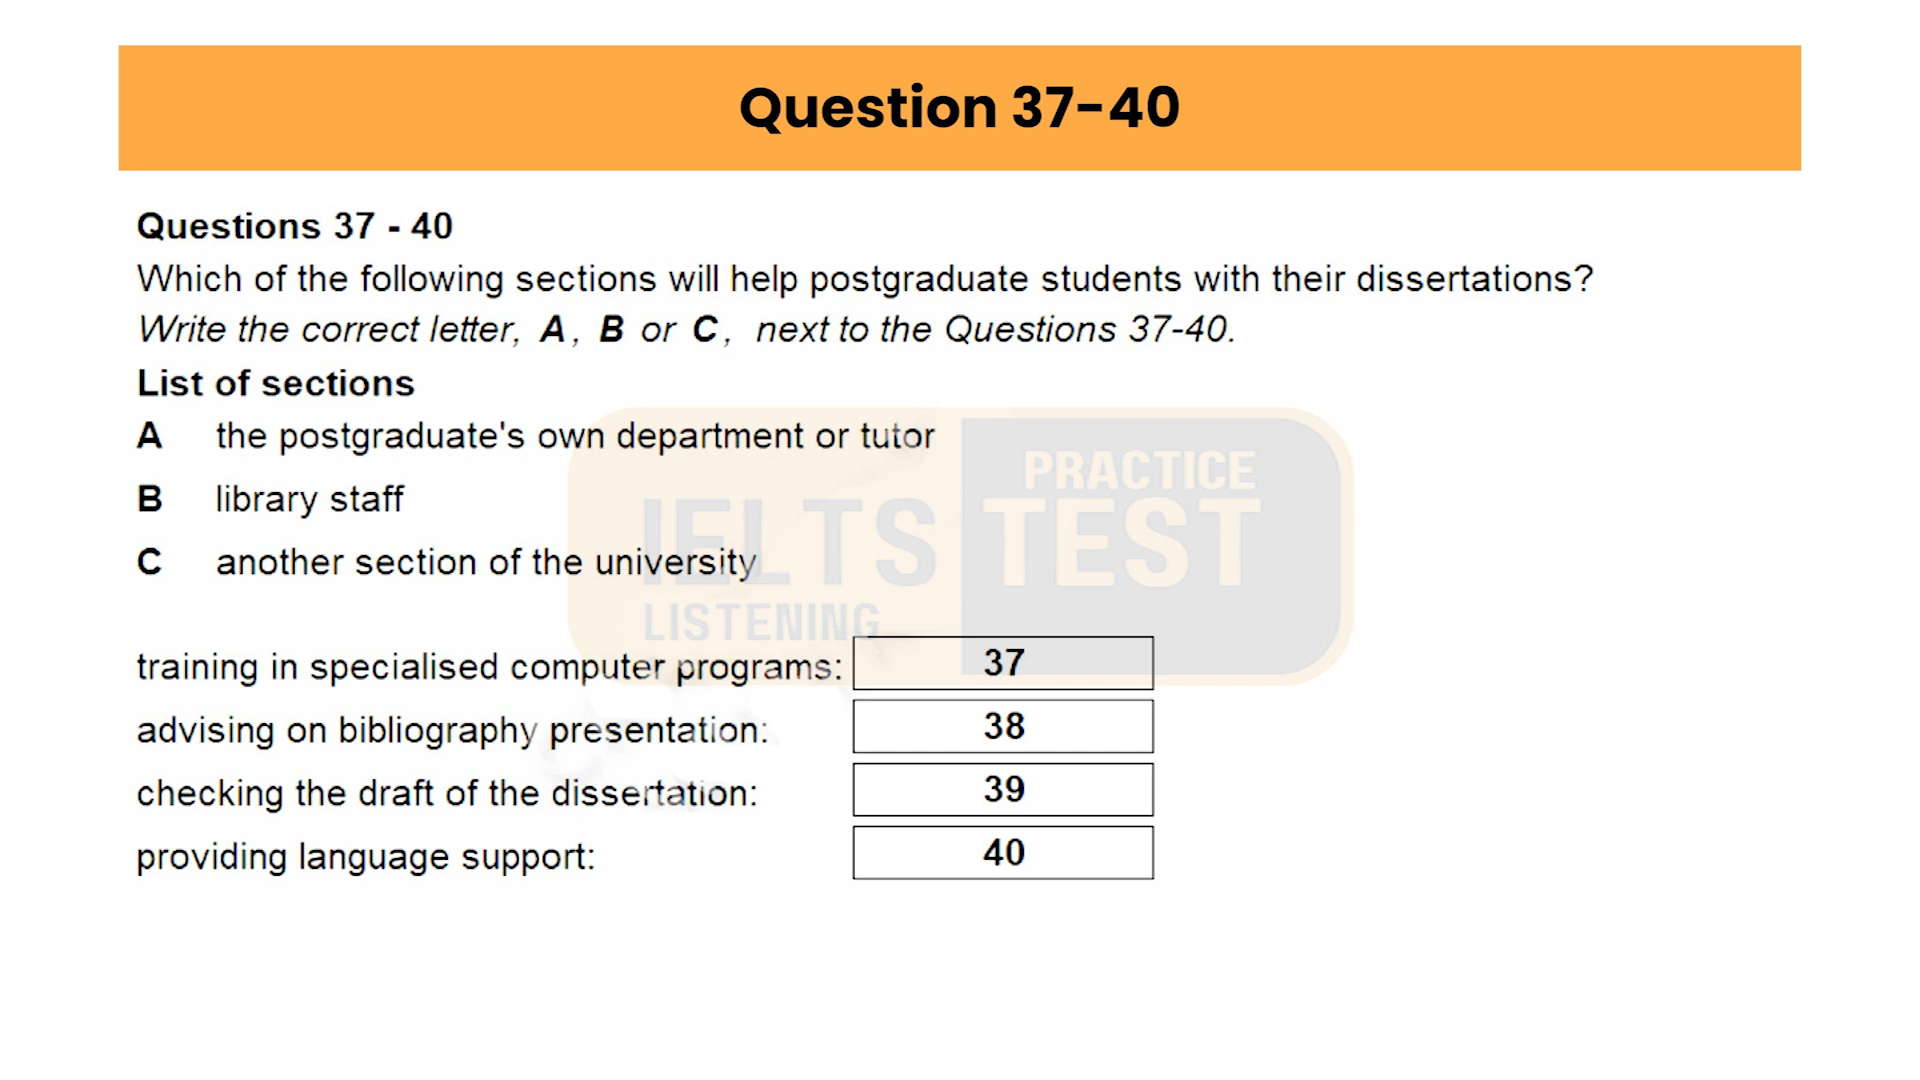 Question 37-40
Questions 37 - 40
Which of the following sections will help postgraduate students with their dissertations?
Write the correct letter, A, B or C, next to the Questions 37-40.
List of sections
A the postgraduate's own department or tutor
B library staff
C another section of the university
PRACTICE
IELTS TEST
LISTENING
training in specialised computer programs: 37
advising on bibliography presentation: 38
checking the draft of the dissertation: 39
providing language support: 40